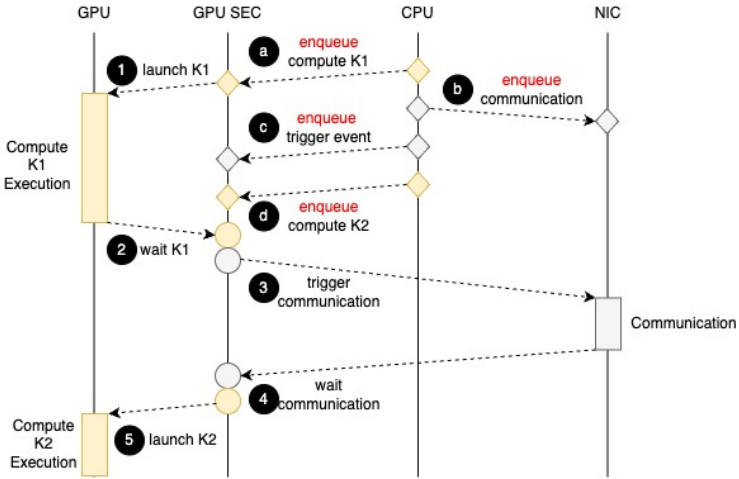 GPU
GPU SEC
CPU
NIC
a
enqueue
compute K1
1
launch K1
b
enqueue
communication
c
enqueue
trigger event
Compute
K1
Execution
d
enqueue
compute K2
2
wait K1
3
trigger
communication
Communication
4
wait
communication
5
launch K2
Compute
K2
Execution